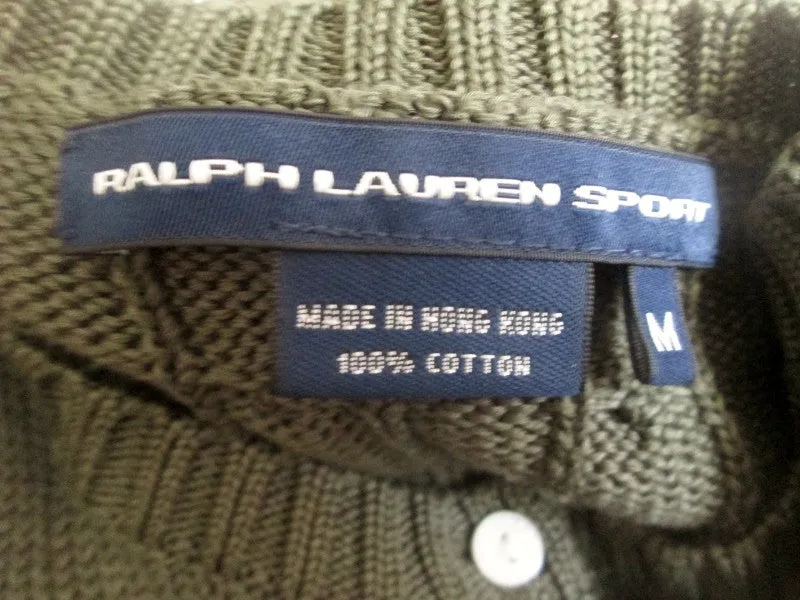 RALPH LAUREN SPORT
MADE IN HONG KONG
100% COTTON
M